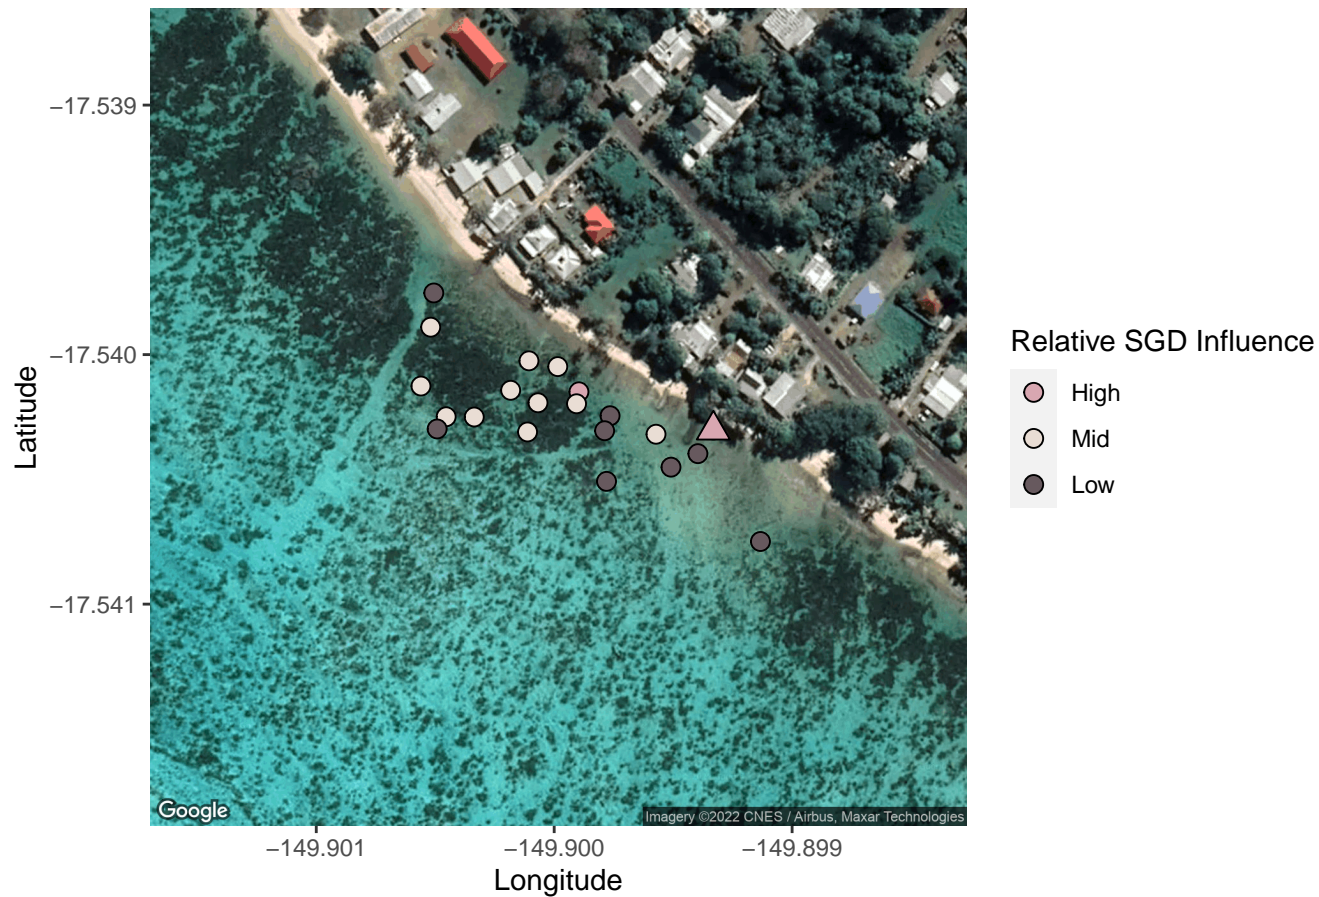 −17.539
−17.540
−17.541
Latitude
−149.901
−149.900
−149.899
Longitude
Relative SGD Influence
High
Mid
Low
Google
Imagery ©2022 CNES / Airbus, Maxar Technologies